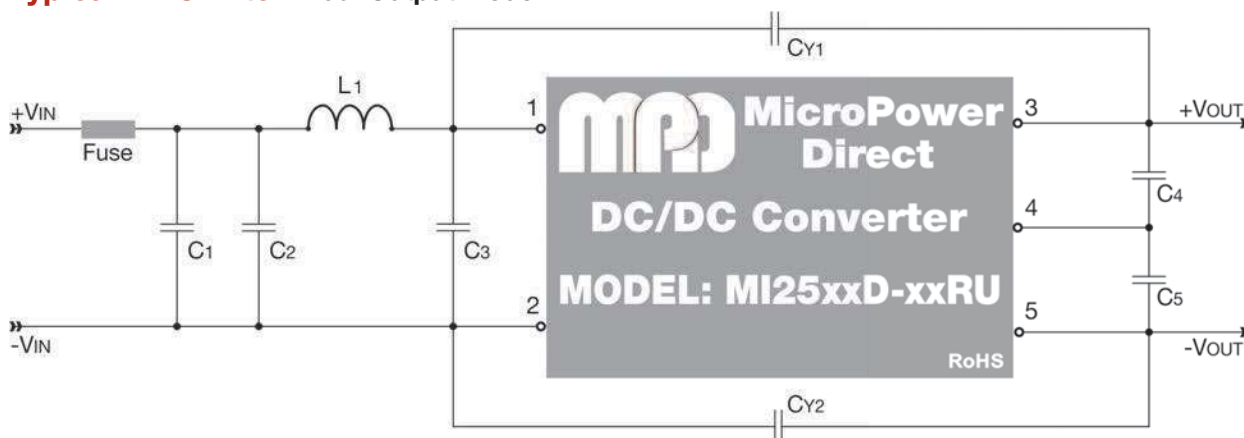 CY1
L1
+VIN
Fuse
C1
C2
C3
1
2
MPD MicroPower
Direct
DC/DC Converter
MODEL: MI25xxD-xxRU
RoHS
3
4
5
+VOUT
C4
C5
-VIN
-VOUT
CY2